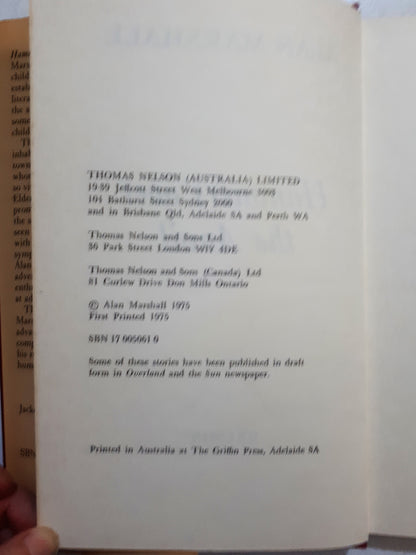 THOMAS NELSON (AUSTRALIA) LIMITED
19-39 Jeffcott Street West Melbourne 3003
104 Bathurst Street Sydney 2000
and in Brisbane Qld, Adelaide SA and Perth WA
Thomas Nelson and Sons Ltd
36 Park Street London W1Y 4DE
Thomas Nelson and Sons (Canada) Ltd
81 Curlew Drive Don Mills Ontario
© Alan Marshall 1975
First Printed 1975
SBN 17 005061 0
Some of these stories have been published in draft
form in Overland and the Sun newspaper.
Printed in Australia at The Griffin Press, Adelaide SA